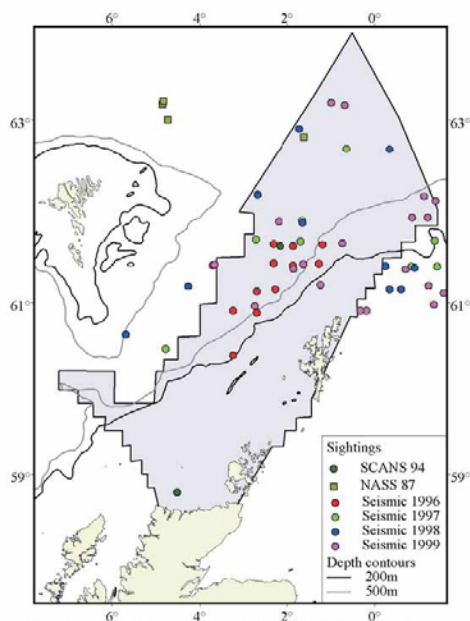 6° 4° 2° 0°
63° 63°
61° 61°
59° 59°
Sightings
SCANS 94
NASS 87
Seismic 1996
Seismic 1997
Seismic 1998
Seismic 1999
Depth contours
200m
500m
6° 4° 2° 0°